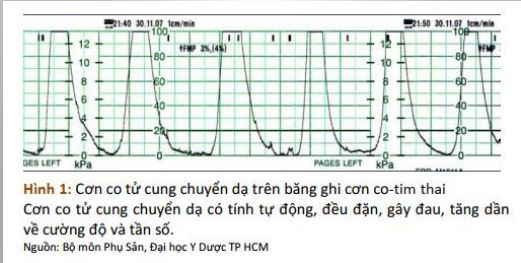 21:40 30.11.07 1cm/min
21:50 30.11.07 1cm/min
12 100 12 100
FMP 3%,(4%)
FMP
10 80 10 80
8 60 8 60
6
4 40 4 40
2 20 2 20
0 0 0 0
GES LEFT kPa PAGES LEFT kPa
Hình 1: Cơn co tử cung chuyển dạ trên băng ghi cơn co-tim thai
Cơn co tử cung chuyển dạ có tính tự động, đều đặn, gây đau, tăng dần
về cường độ và tần số.
Nguồn: Bộ môn Phụ Sản, Đại học Y Dược TP HCM